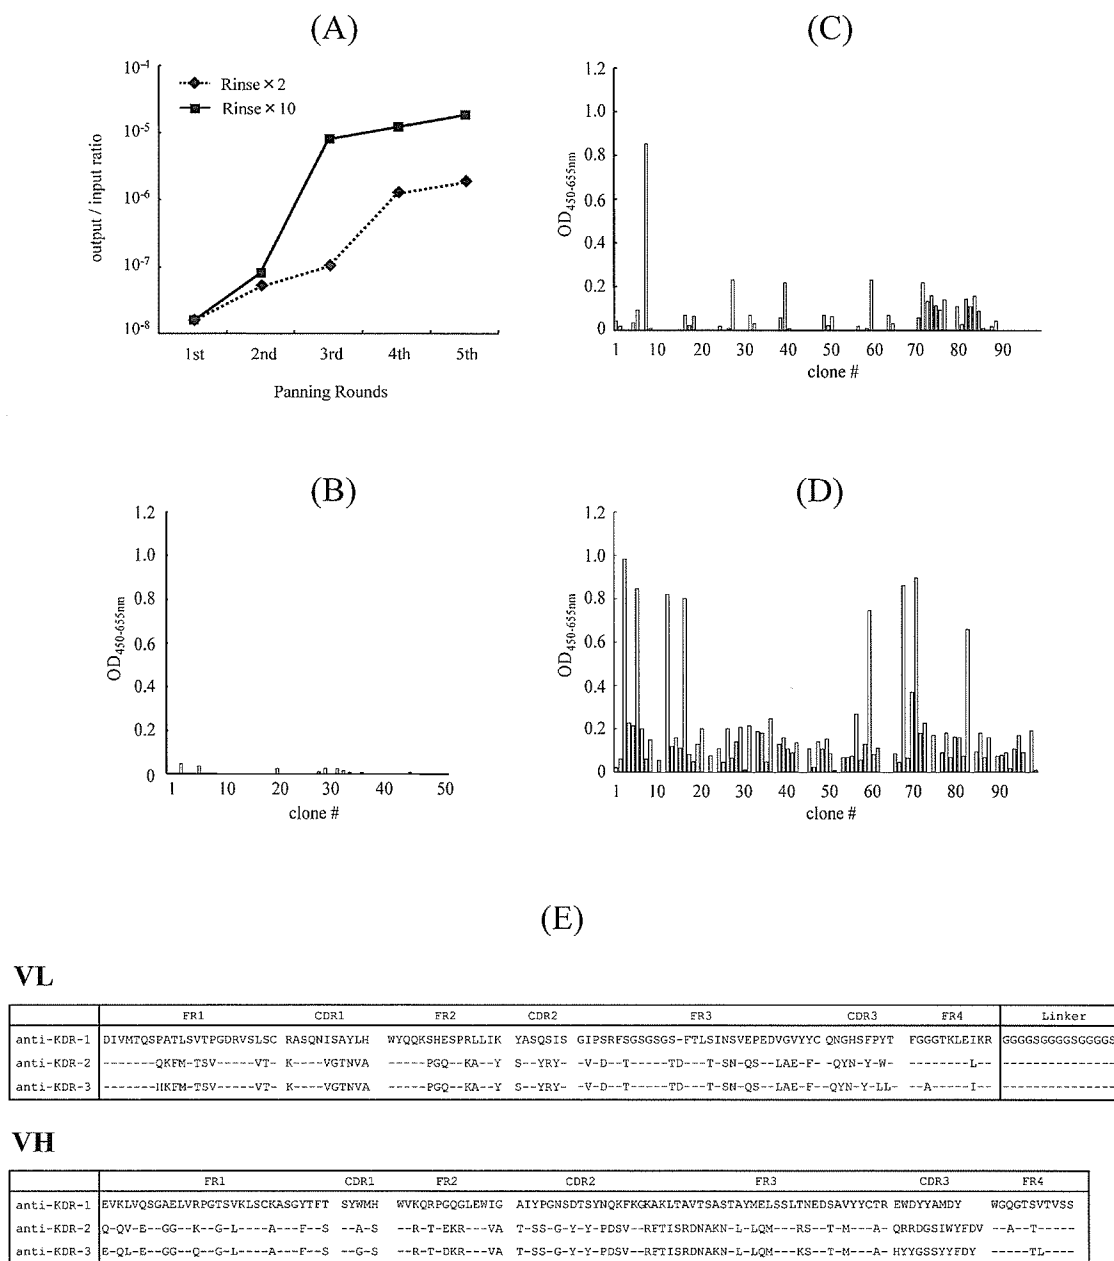 (A)
10-4
10-5
10-6
10-7
10-8
output / input ratio
Rinse × 2
Rinse × 10
1st 2nd 3rd 4th 5th
Panning Rounds
(C)
1.2
1.0
0.8
0.6
0.4
0.2
0
OD450-655nm
1 10 20 30 40 50 60 70 80 90
clone #
(B)
1.2
1.0
0.8
0.6
0.4
0.2
0
OD450-655nm
1 10 20 30 40 50
clone #
(D)
1.2
1.0
0.8
0.6
0.4
0.2
0
OD450-655nm
1 10 20 30 40 50 60 70 80 90
clone #
(E)
VL
FR1 CDR1 FR2 CDR2 FR3 CDR3 FR4 Linker
anti-KDR-1 DIVMTQSPATLSVTPGDRVSLSC RASQNISAYLH WYQQKSHESPRLLIK YASQSIS GIPSRFSGSGSGS-FTLSINSVEPEDVGVYYC QNGHSFPYT FGGGTKLEIKR GGGGSGGGGSGGGGS
anti-KDR-2 -------QKFM-TSV------VT- K-----VGTNVA -----PGQ--KA---Y S--YRY- -V-D--T------TD---T-SN-QS--LAE-F- -QYN-Y-W- --------L-- ---------------
anti-KDR-3 -------HKFM-TSV------VT- K-----VGTNVA -----PGQ--KA---Y S--YRY- -V-D--T------TD---T-SN-QS--LAE-F- -QYN-Y-LL --A-----I-- ---------------
VH
FR1 CDR1 FR2 CDR2 FR3 CDR3 FR4
anti-KDR-1 EVKLVQSGAELVRPGTSVKLSCKASGYTFT SYWMH WVKQRPGQGLEWIG AIYPGNSDTSYNQKFKGKAKLTAVTSASTAYMELSSLTNEDSAVYYCTR EWDYYAMDY WGQGTSVTVSS
anti-KDR-2 Q-QV-E--GG--K--G-L-----A----F--S --A-S --R-T-EKR---VA T-SS-G-Y-Y-PDSV--RFTISRDNAKN-L-LQM---RS--T-M---A- QRRDGSIWYFDV --A--T-----
anti-KDR-3 E-QL-E--GG--Q--G-L-----A----F--S --G-S --R-T-DKR---VA T-SS-G-Y-Y-PDSV--RFTISRDNAKN-L-LQM---KS--T-M---A- HYYGSSYYFDY -----TL----